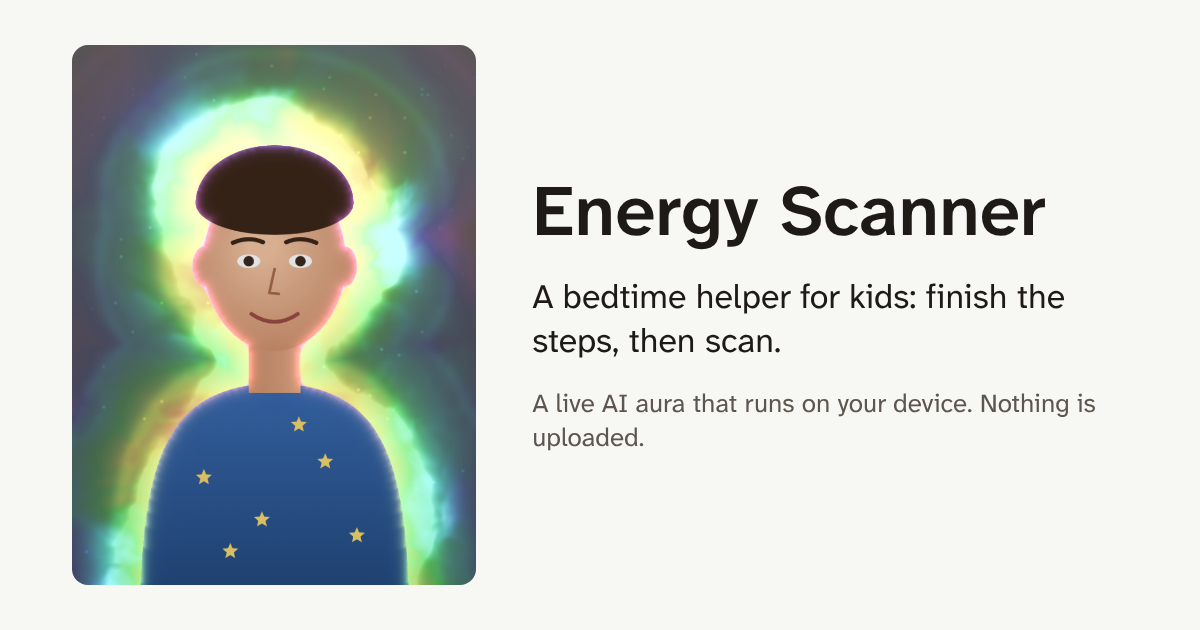 Energy Scanner
A bedtime helper for kids: finish the
steps, then scan.
A live AI aura that runs on your device. Nothing is
uploaded.